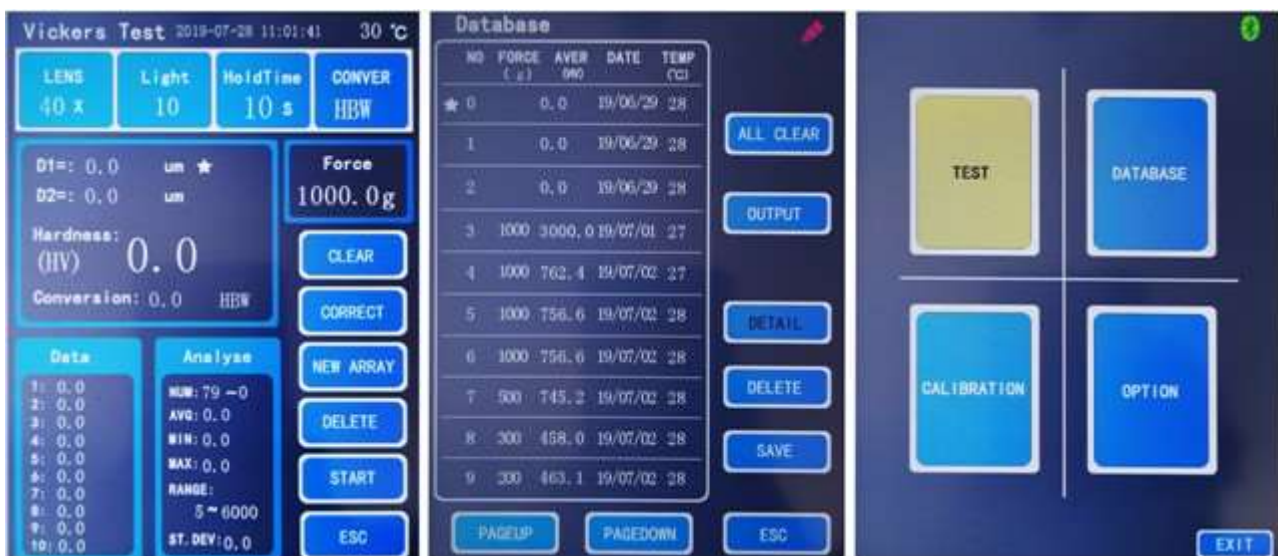 Vickers Test 2019-07-28 11:01:41 30 °C
LENS Light HoldTime CONVER
40 X 10 10 s HBW
D1=: 0.0 um ★
D2=: 0.0 um
Hardness:
(HV) 0.0
Conversion: 0.0 HBW
Force
1000.0g
CLEAR
CORRECT
NEW ARRAY
DELETE
START
ESC
Data
1: 0.0
2: 0.0
3: 0.0
4: 0.0
5: 0.0
6: 0.0
7: 0.0
8: 0.0
9: 0.0
10: 0.0
Analyse
NUM: 79 ~0
AVG: 0.0
MIN: 0.0
MAX: 0.0
RANGE:
5~6000
ST.DEV:0.0
Database
NO FORCE AVER DATE TEMP
(g) (HV) (°C)
★ 0 0.0 19/06/29 28
1 0.0 19/06/29 28
2 0.0 19/06/29 28
3 1000 3000.0 19/07/01 27
4 1000 762.4 19/07/02 27
5 1000 756.6 19/07/02 28
6 1000 756.6 19/07/02 28
7 500 745.2 19/07/02 28
8 300 458.0 19/07/02 28
9 200 463.1 19/07/02 28
ALL CLEAR
OUTPUT
DETAIL
DELETE
SAVE
PAGEUP PAGEDOWN ESC
TEST DATABASE
CALIBRATION OPTION
EXIT